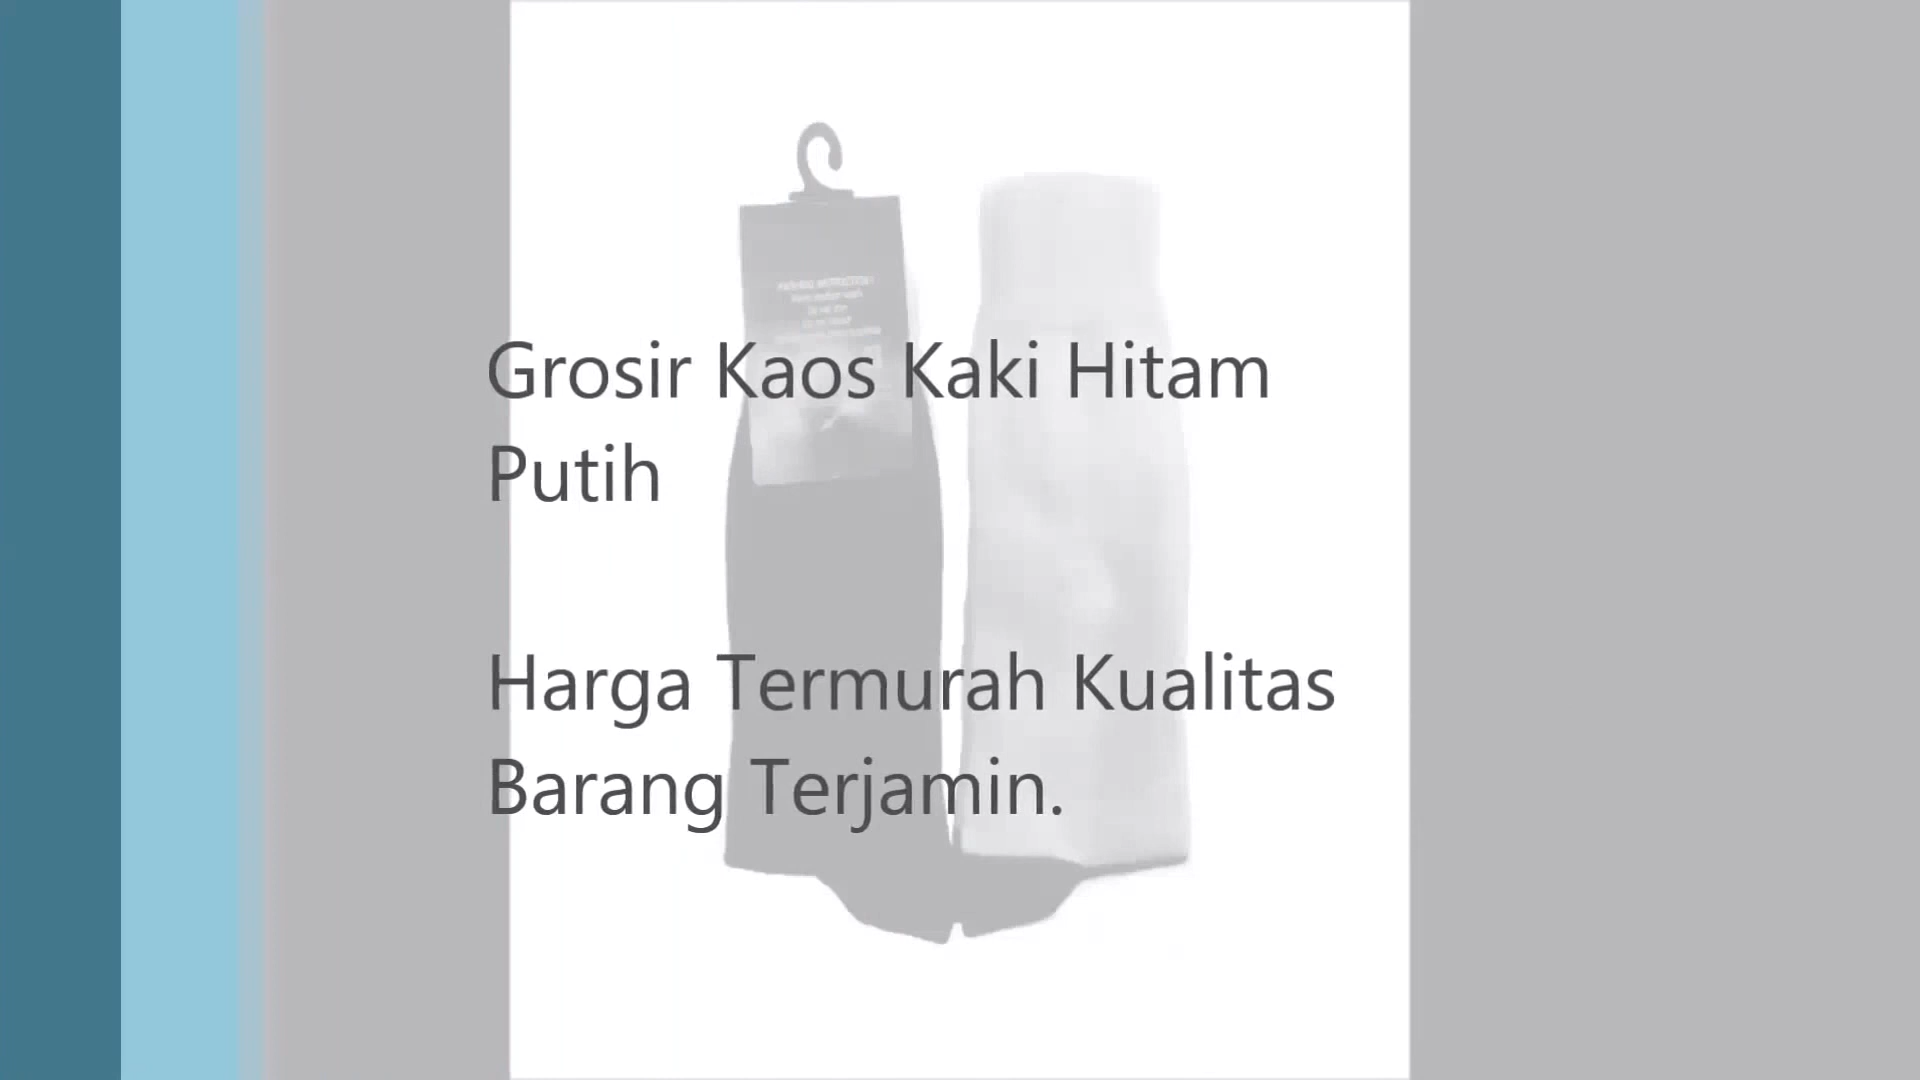 Grosir Kaos Kaki Hitam
Putih
Harga Termurah Kualitas
Barang Terjamin.